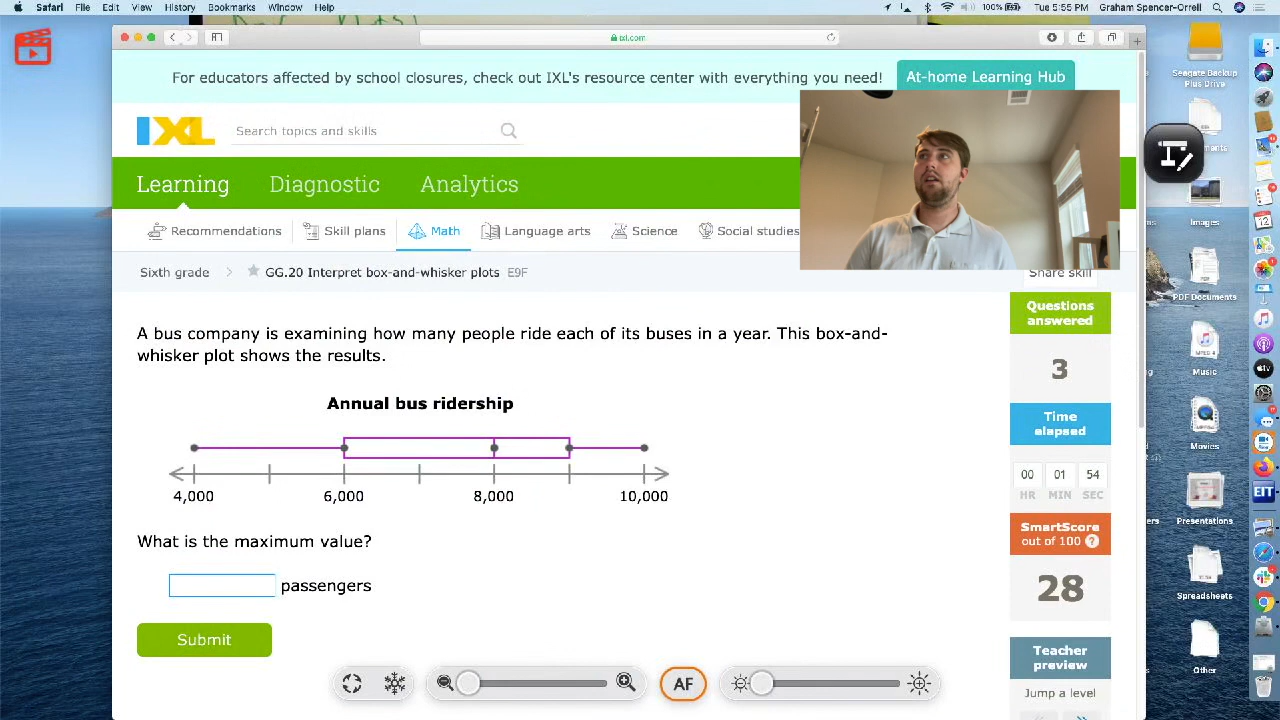 Safari File Edit View History Bookmarks Window Help
100% Tue 5:55 PM Graham Spencer-Orrell
ixl.com
For educators affected by school closures, check out IXL's resource center with everything you need! At-home Learning Hub
IXL Search topics and skills
Learning Diagnostic Analytics
Recommendations Skill plans Math Language arts Science Social studies
Sixth grade > GG.20 Interpret box-and-whisker plots E9F
Share skill
A bus company is examining how many people ride each of its buses in a year. This box-and-
whisker plot shows the results.
Annual bus ridership
4,000 6,000 8,000 10,000
What is the maximum value?
passengers
Submit
AF
Questions
answered
3
Time
elapsed
00 01 54
HR MIN SEC
SmartScore
out of 100 ?
28
Teacher
preview
Jump a level
Seagate Backup
Plus Drive
Images
PDF Documents
Music
Movies
Presentations
Spreadsheets
Other
tv
EIT